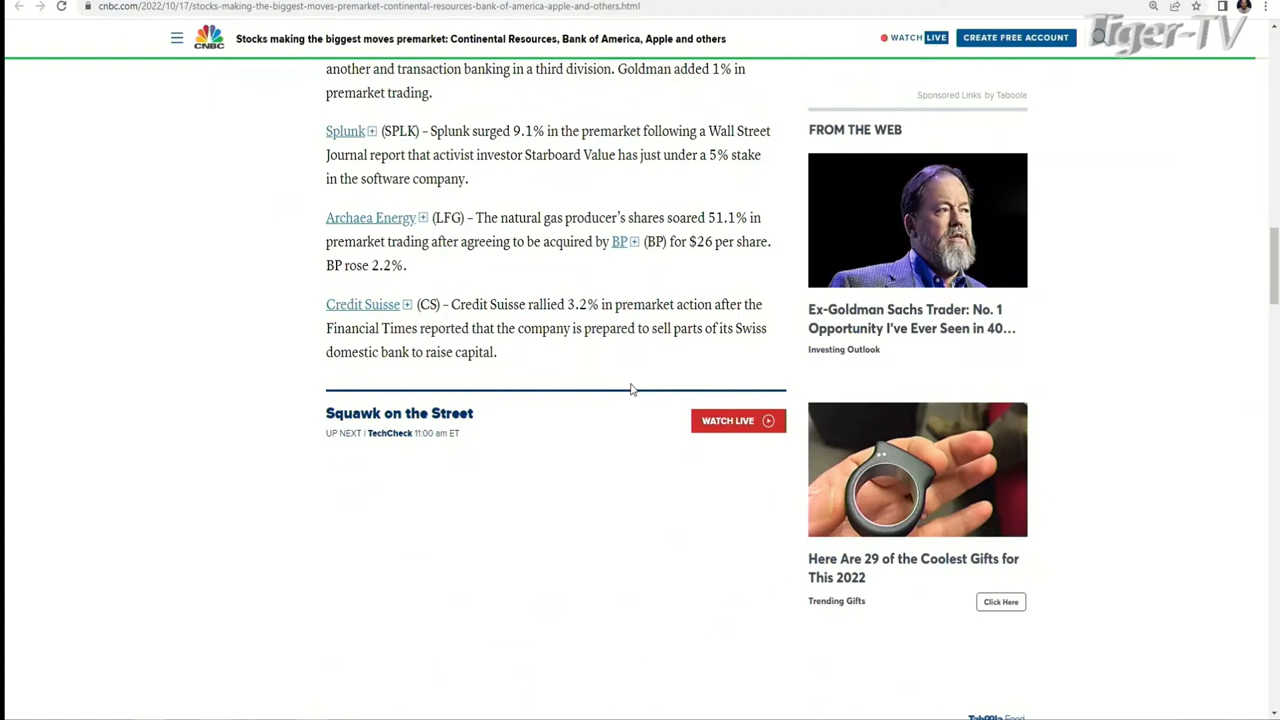 cnbc.com/2022/10/17/stocks-making-the-biggest-moves-premarket-continental-resources-bank-of-america-apple-and-others.html
Tiger-TV
CNBC
Stocks making the biggest moves premarket: Continental Resources, Bank of America, Apple and others
WATCH LIVE
CREATE FREE ACCOUNT
another and transaction banking in a third division. Goldman added 1% in
premarket trading.
Splunk (SPLK) – Splunk surged 9.1% in the premarket following a Wall Street
Journal report that activist investor Starboard Value has just under a 5% stake
in the software company.
Archaea Energy (LFG) – The natural gas producer’s shares soared 51.1% in
premarket trading after agreeing to be acquired by BP (BP) for $26 per share.
BP rose 2.2%.
Credit Suisse (CS) – Credit Suisse rallied 3.2% in premarket action after the
Financial Times reported that the company is prepared to sell parts of its Swiss
domestic bank to raise capital.
Squawk on the Street
UP NEXT | TechCheck 11:00 am ET
WATCH LIVE
Sponsored Links by Taboola
FROM THE WEB
Ex-Goldman Sachs Trader: No. 1
Opportunity I've Ever Seen in 40...
Investing Outlook
Here Are 29 of the Coolest Gifts for
This 2022
Trending Gifts
Click Here
Taboola Feed